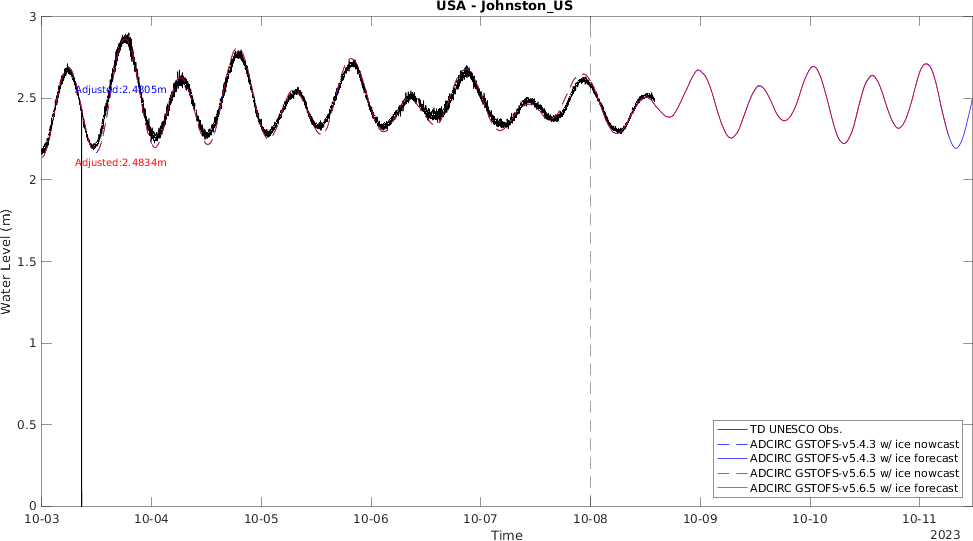 USA - Johnston_US
3
2.5
2
1.5
1
0.5
0
Water Level (m)
Adjusted:2.4805m
Adjusted:2.4834m
TD UNESCO Obs.
ADCIRC GSTOFS-v5.4.3 w/ ice nowcast
ADCIRC GSTOFS-v5.4.3 w/ ice forecast
ADCIRC GSTOFS-v5.6.5 w/ ice nowcast
ADCIRC GSTOFS-v5.6.5 w/ ice forecast
10-03 10-04 10-05 10-06 10-07 10-08 10-09 10-10 10-11
Time
2023